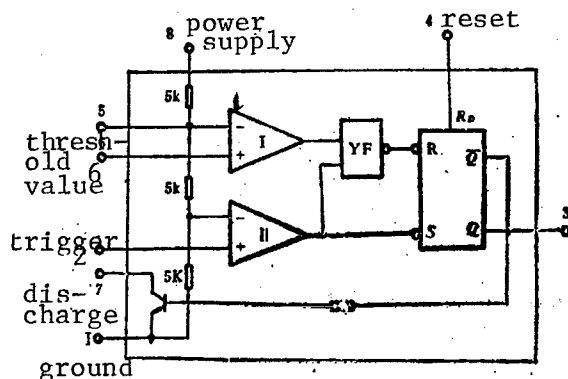 8 power supply
4 reset
5k
R_D
5
thresh-
old
value
6
-
+
I
YF
R
Q̅
5k
trigger
2
-
+
II
S
Q
3
5K
7
dis-
charge
1
ground